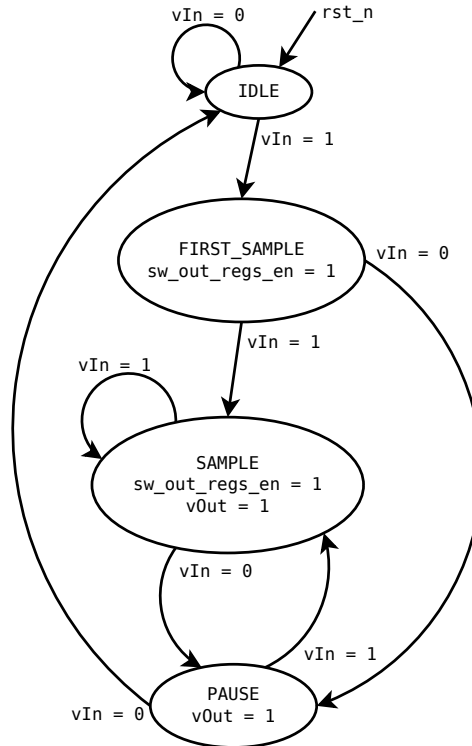 vIn = 0
rst_n
IDLE
vIn = 1
FIRST_SAMPLE
sw_out_regs_en = 1
vIn = 0
vIn = 1
vIn = 1
SAMPLE
sw_out_regs_en = 1
vOut = 1
vIn = 0
vIn = 1
PAUSE
vOut = 1
vIn = 0